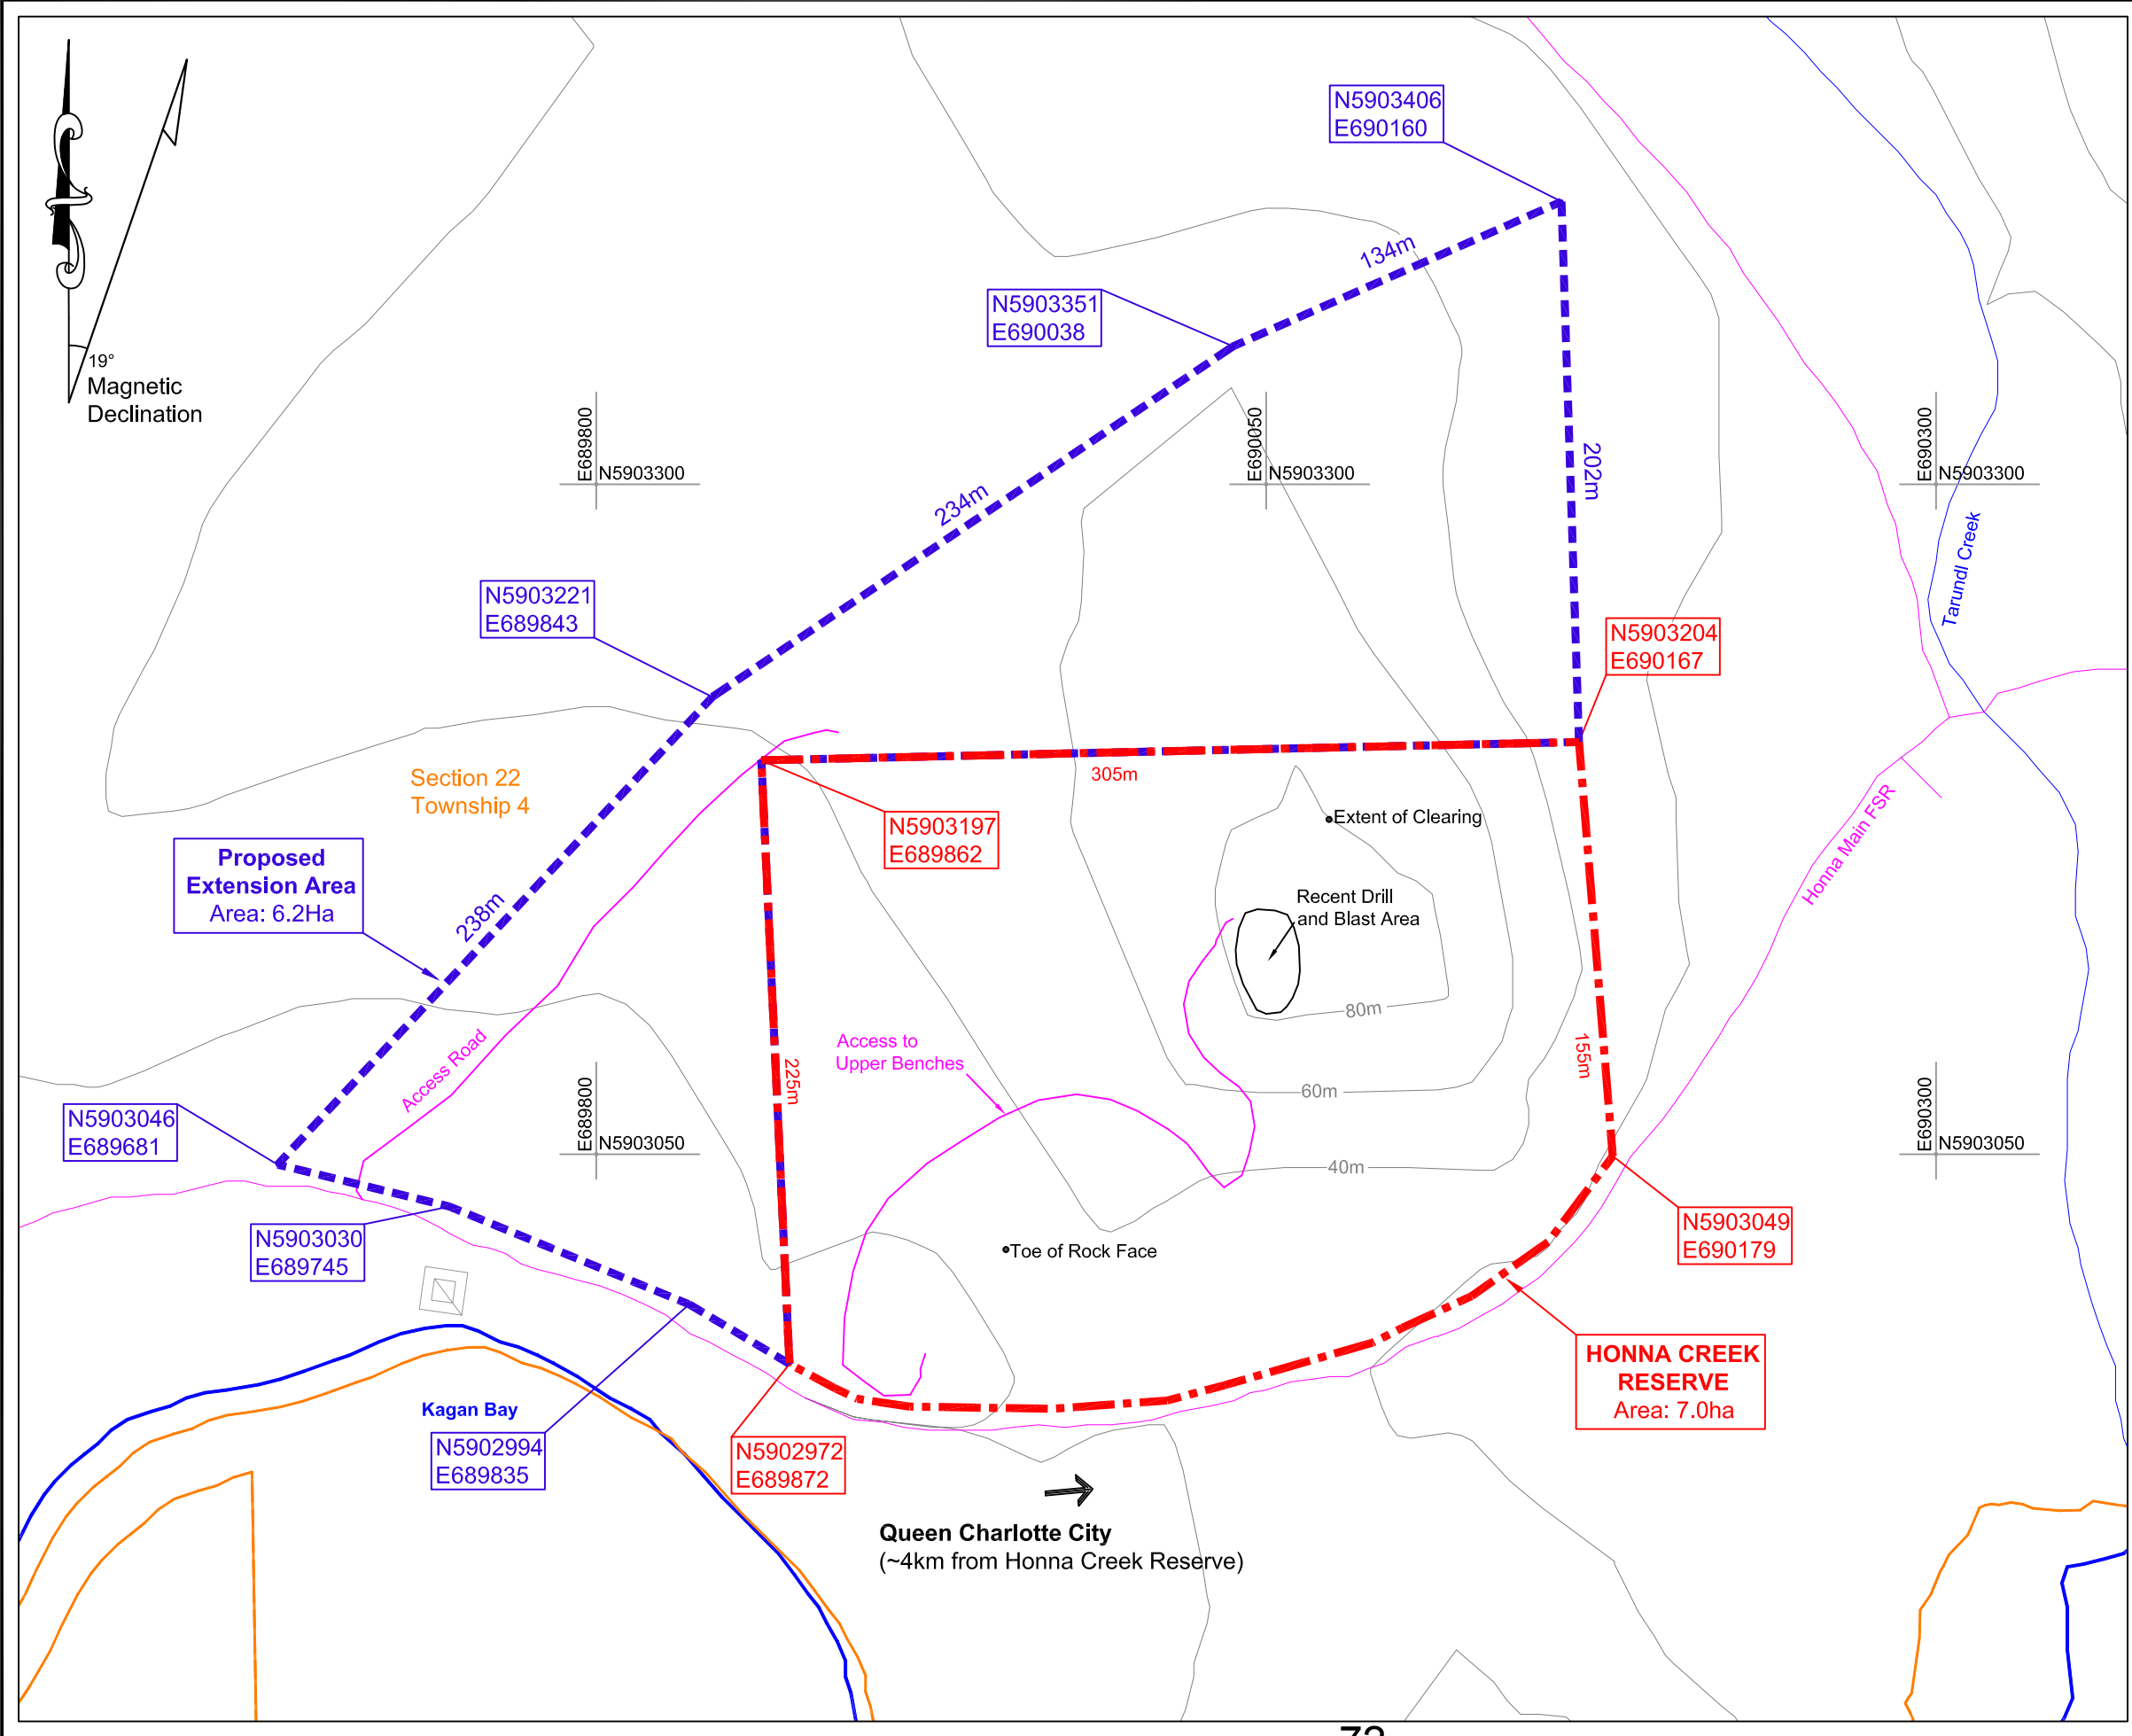 N5903406
E690160
134m
N5903351
E690038
19°
Magnetic
Declination
E689800
N5903300
E690050
N5903300
E690300
N5903300
202m
234m
Tarundl Creek
N5903221
E689843
N5903204
E690167
Section 22
Township 4
305m
N5903197
E689862
Extent of Clearing
Honna Main FSR
Proposed
Extension Area
Area: 6.2Ha
238m
Recent Drill
and Blast Area
80m
Access Road
Access to
Upper Benches
225m
155m
60m
N5903046
E689681
E689800
N5903050
E690300
N5903050
40m
N5903030
E689745
Toe of Rock Face
N5903049
E690179
HONNA CREEK
RESERVE
Area: 7.0ha
Kagan Bay
N5902994
E689835
N5902972
E689872
Queen Charlotte City
(~4km from Honna Creek Reserve)